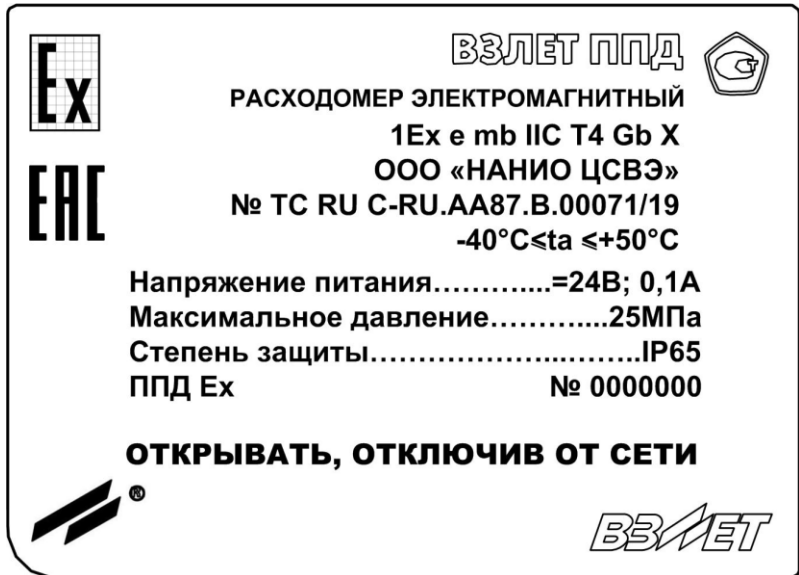 Ex
ВЗЛЕТ ППД
РАСХОДОМЕР ЭЛЕКТРОМАГНИТНЫЙ
1Ex e mb IIC T4 Gb X
ООО «НАНИО ЦСВЭ»
EAC
№ ТС RU C-RU.AA87.B.00071/19
-40°C⩽ta ⩽+50°C
Напряжение питания............=24В; 0,1А
Максимальное давление.............25МПа
Степень защиты..............................IP65
ППД Ex № 0000000
ОТКРЫВАТЬ, ОТКЛЮЧИВ ОТ СЕТИ
®
ВЗЛЕТ